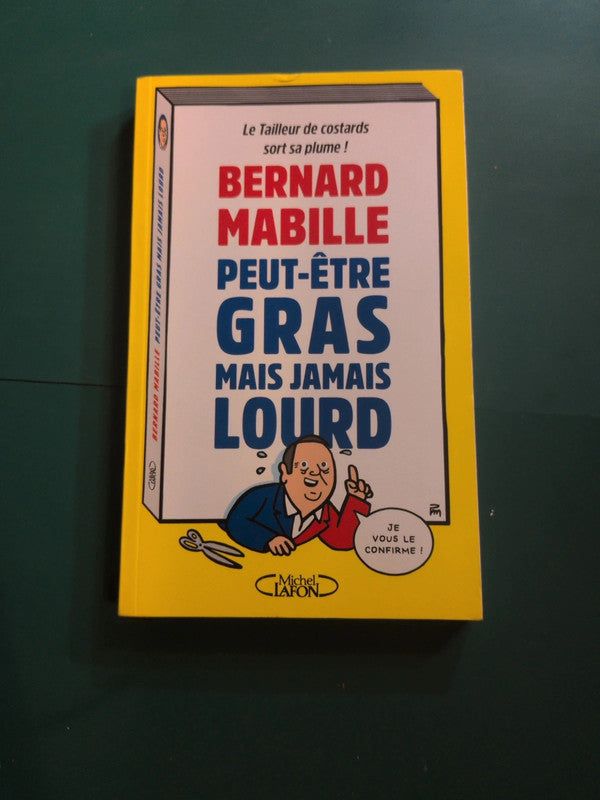 Le Tailleur de costards
sort sa plume !
BERNARD
MABILLE
PEUT-ÊTRE
GRAS
MAIS JAMAIS
LOURD
BERNARD MABILLE PEUT-ÊTRE GRAS MAIS JAMAIS LOURD
JE
VOUS LE
CONFIRME !
Michel
LAFON